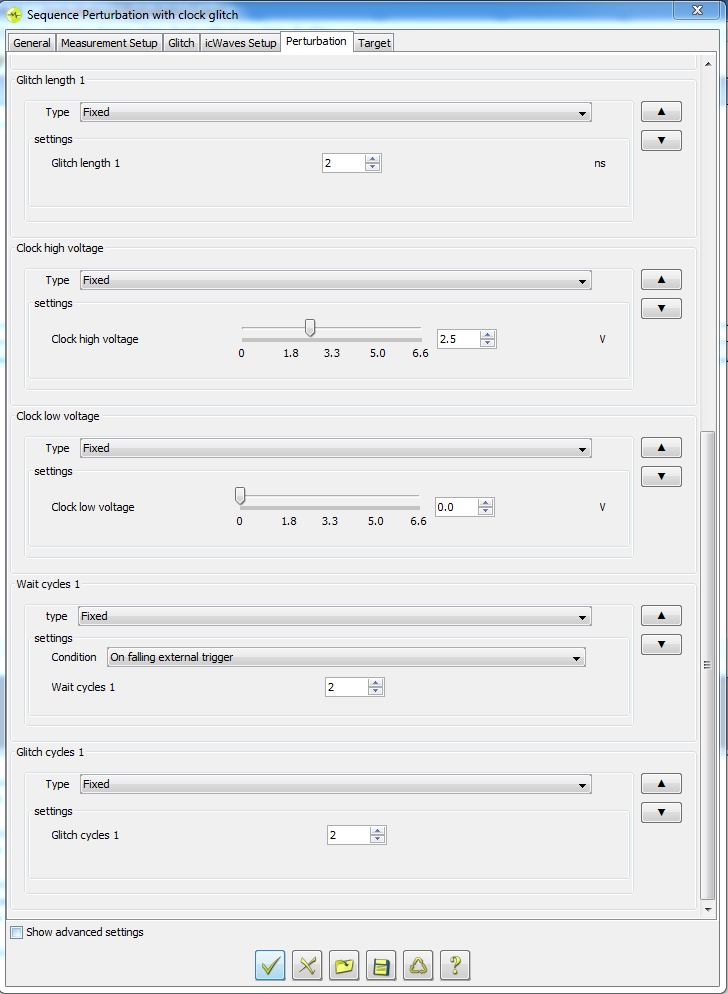 Sequence Perturbation with clock glitch
General Measurement Setup Glitch icWaves Setup Perturbation Target
Glitch length 1
Type Fixed
settings
Glitch length 1 2 ns
Clock high voltage
Type Fixed
settings
Clock high voltage 2.5 V
0 1.8 3.3 5.0 6.6
Clock low voltage
Type Fixed
settings
Clock low voltage 0.0 V
0 1.8 3.3 5.0 6.6
Wait cycles 1
type Fixed
settings
Condition On falling external trigger
Wait cycles 1 2
Glitch cycles 1
Type Fixed
settings
Glitch cycles 1 2
Show advanced settings
?